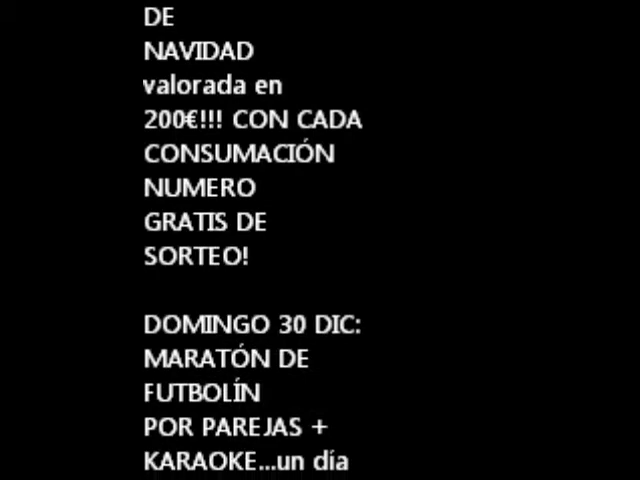 DE
NAVIDAD
valorada en
200€!!! CON CADA
CONSUMACIÓN
NUMERO
GRATIS DE
SORTEO!
DOMINGO 30 DIC:
MARATÓN DE
FUTBOLÍN
POR PAREJAS +
KARAOKE...un día